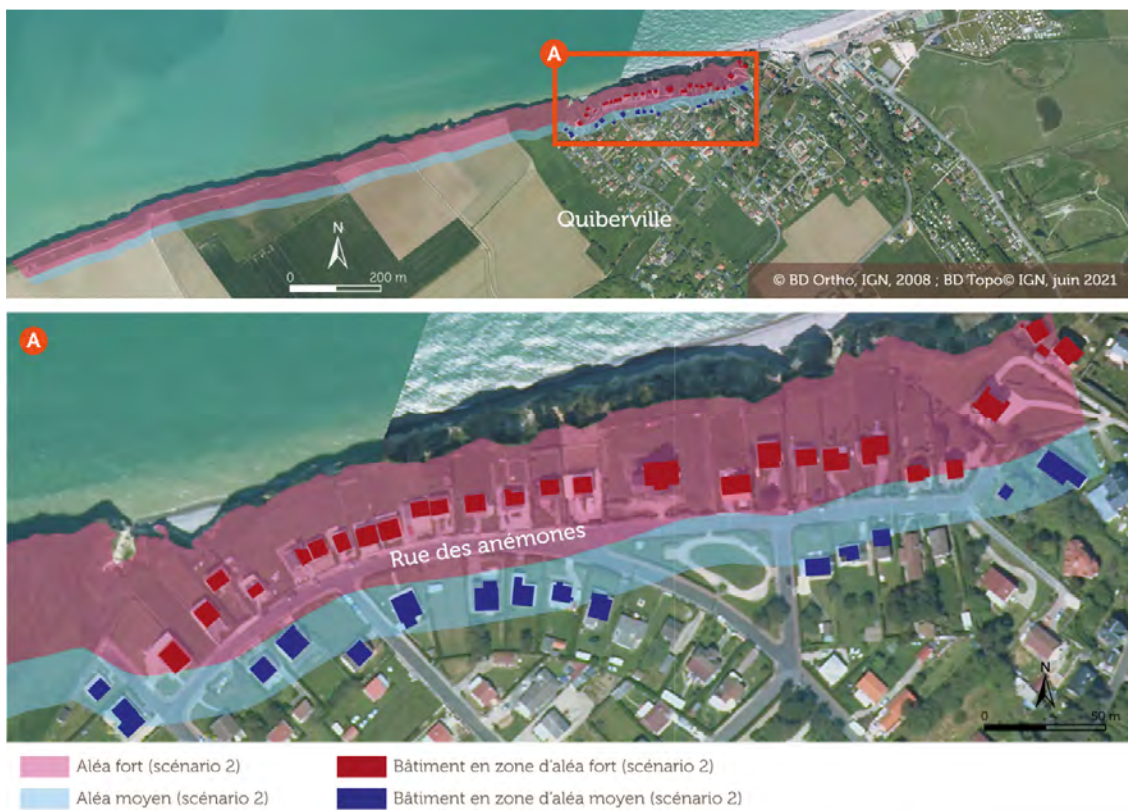 A
N
Quiberville
0 200 m
© BD Ortho, IGN, 2008 ; BD Topo© IGN, juin 2021
A
Rue des anémones
N
0 50 m
Aléa fort (scénario 2)
Bâtiment en zone d'aléa fort (scénario 2)
Aléa moyen (scénario 2)
Bâtiment en zone d'aléa moyen (scénario 2)